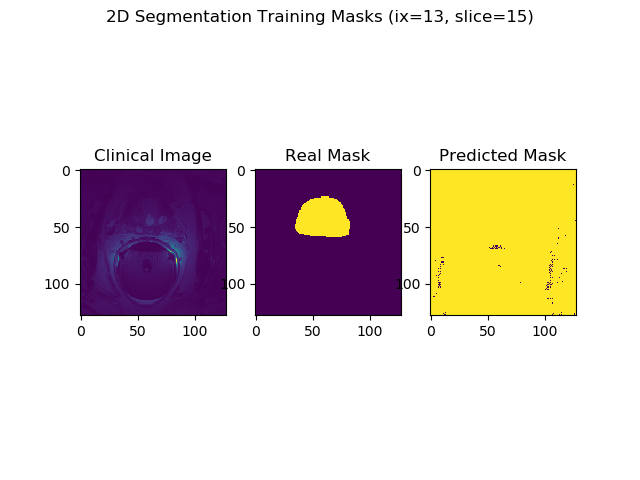 2D Segmentation Training Masks (ix=13, slice=15)
Clinical Image Real Mask Predicted Mask
0 0 0
50 50 50
100 100 100
0 50 100 0 50 100 0 50 100